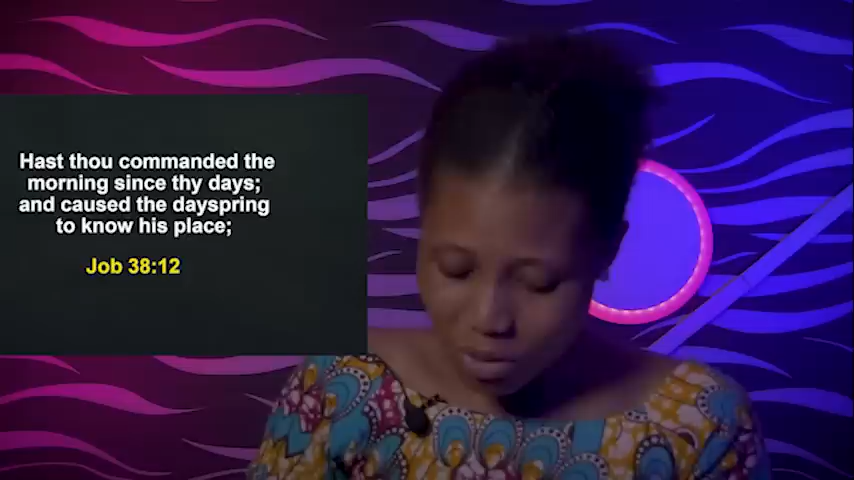 Hast thou commanded the
morning since thy days;
and caused the dayspring
to know his place;
Job 38:12